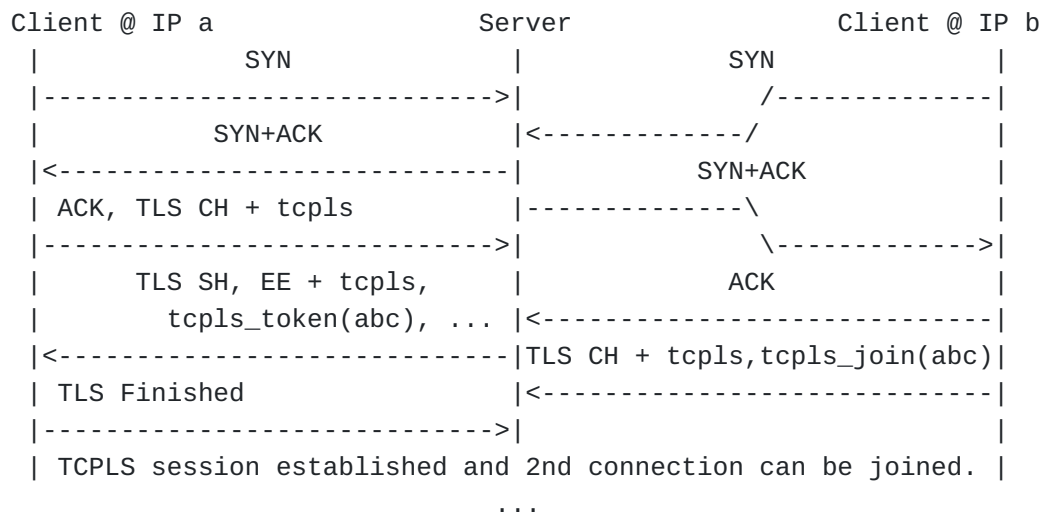 Client @ IP a                 Server                 Client @ IP b
 |             SYN              |             SYN              |
 |----------------------------->|               /--------------|
 |           SYN+ACK            |<-------------/               |
 |<-----------------------------|           SYN+ACK            |
 | ACK, TLS CH + tcpls          |--------------\               |
 |----------------------------->|               \------------->|
 |      TLS SH, EE + tcpls,     |             ACK              |
 |        tcpls_token(abc), ... |<-----------------------------|
 |<-----------------------------|TLS CH + tcpls,tcpls_join(abc)|
 | TLS Finished                 |<-----------------------------|
 |----------------------------->|                              |
 | TCPLS session established and 2nd connection can be joined. |
                               ...